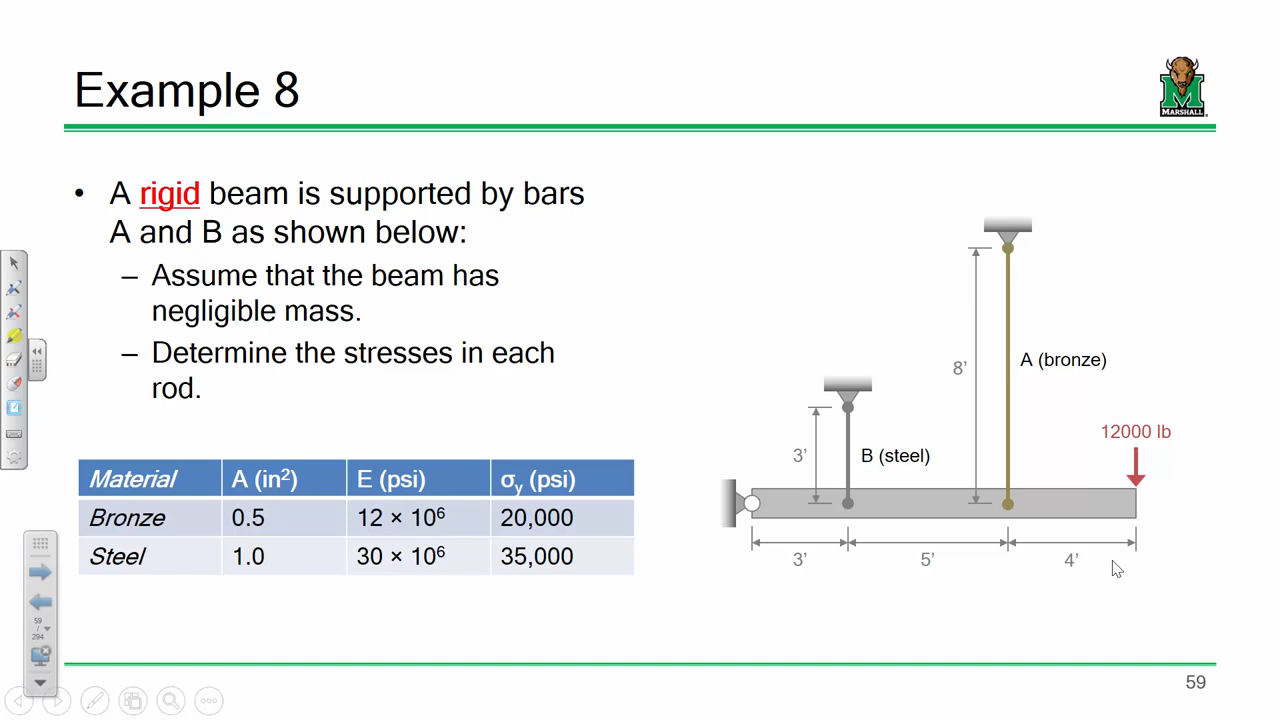 Example 8
MARSHALL
• A rigid beam is supported by bars
A and B as shown below:
– Assume that the beam has
negligible mass.
– Determine the stresses in each
rod.
Material A (in²) E (psi) σy (psi)
Bronze 0.5 12 × 10⁶ 20,000
Steel 1.0 30 × 10⁶ 35,000
8’
A (bronze)
12000 lb
3’
B (steel)
3’ 5’ 4’
59
/
294
59